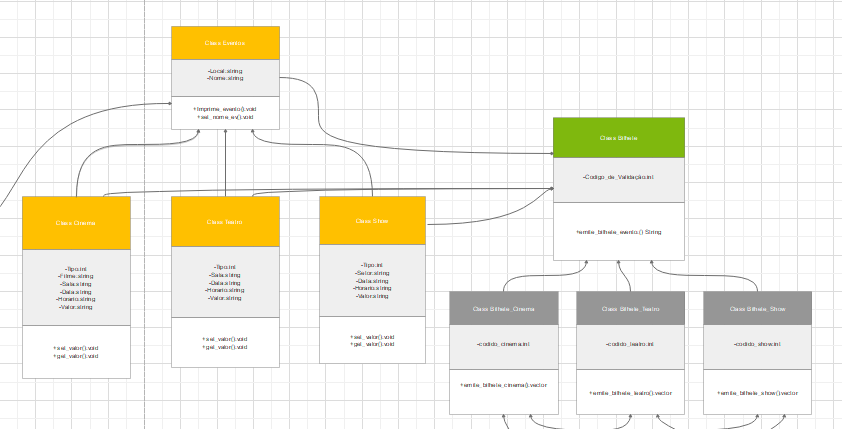 Class Eventos
-Local:string
-Nome:string
+Imprime_evento():void
+set_nome_ev():void
Class Bilhete
-Codigo_de_Validação:int
+emite_bilhete_evento:() String
Class Cinema
-Tipo:int
-Filme:string
-Sala:string
-Data:string
-Horario:string
-Valor:string
+set_valor():void
+get_valor():void
Class Teatro
-Tipo:int
-Sala:string
-Data:string
-Horario:string
-Valor:string
+set_valor():void
+get_valor():void
Class Show
-Tipo:int
-Setor:string
-Data:string
-Horario:string
-Valor:string
+set_valor():void
+get_valor():void
Class Bilhete_Cinema
-codido_cinema:int
+emite_bilhete_cinema():vector
Class Bilhete_Teatro
-codido_teatro:int
+emite_bilhete_teatro():vector
Class Bilhete_Show
-codido_show:int
+emite_bilhete_show():vector